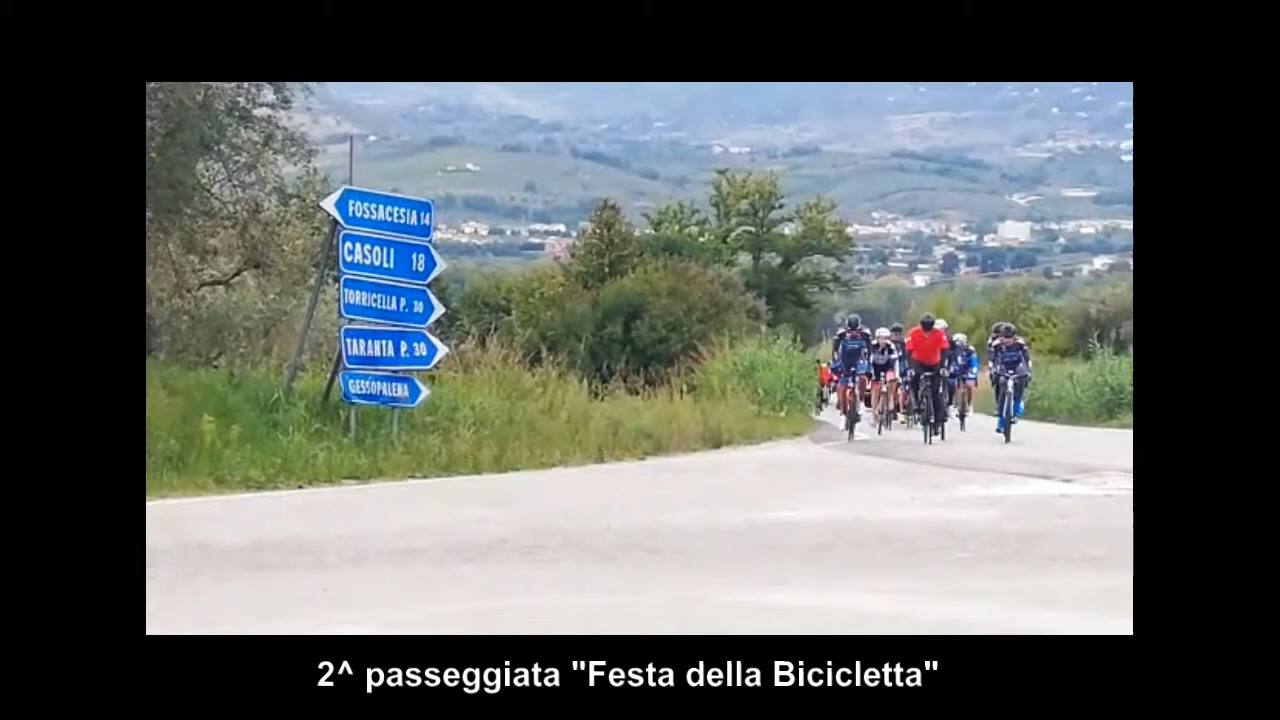 FOSSACESIA 14
CASOLI 18
TORRICELLA P. 30
TARANTA P. 30
GESSOPALENA
2^ passeggiata "Festa della Bicicletta"